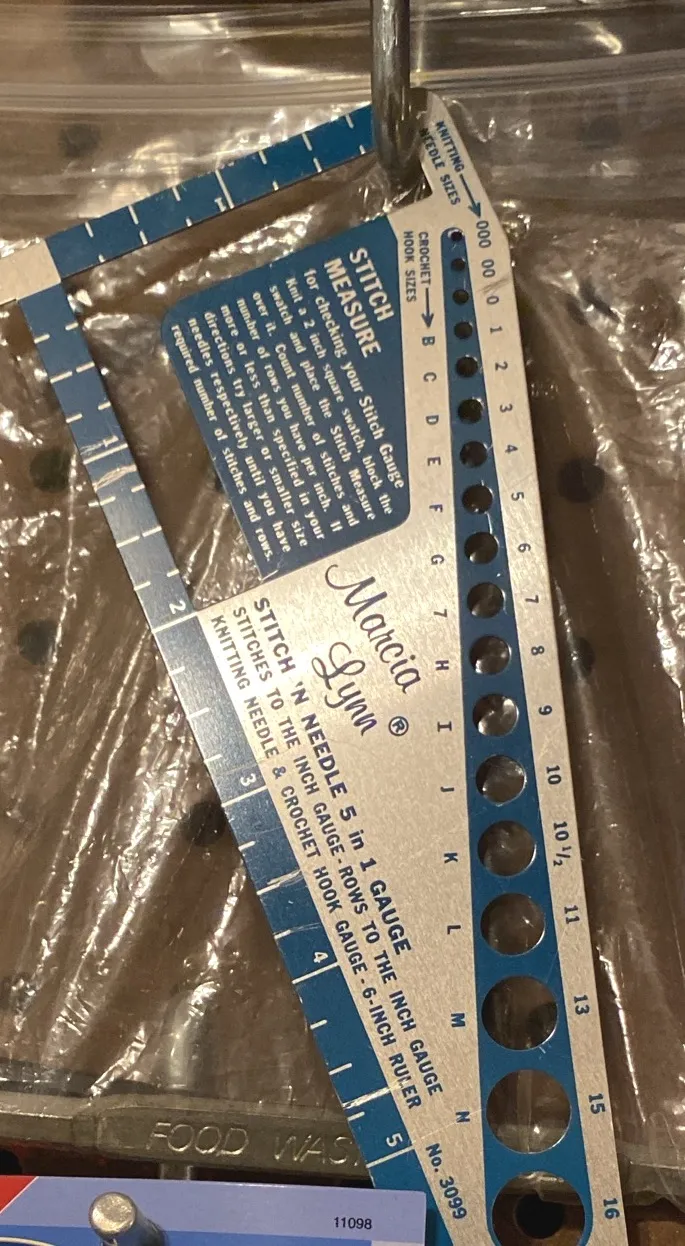 KNITTING
NEEDLE SIZES
000 00 0 1 2 3 4 5 6 7 8 9 10 10 1/2 11 13 15 16
CROCHET
HOOK SIZES
B C D E F G 7 H I J K L M N
STITCH
MEASURE
for checking your Stitch Gauge
Knit a 2 inch square swatch, block the
swatch and place the Stitch Measure
over it. Count number of stitches and
number of rows you have per inch. If
more or less than specified in your
directions try larger or smaller size
needles respectively until you have
required number of stitches and rows.
Marcia
Lynn ®
STITCH 'N NEEDLE 5 in 1 GAUGE
STITCHES TO THE INCH GAUGE - ROWS TO THE INCH GAUGE
KNITTING NEEDLE & CROCHET HOOK GAUGE - 6-INCH RULER
No. 3099
1
1 2 3 4 5
FOOD WAS
11098